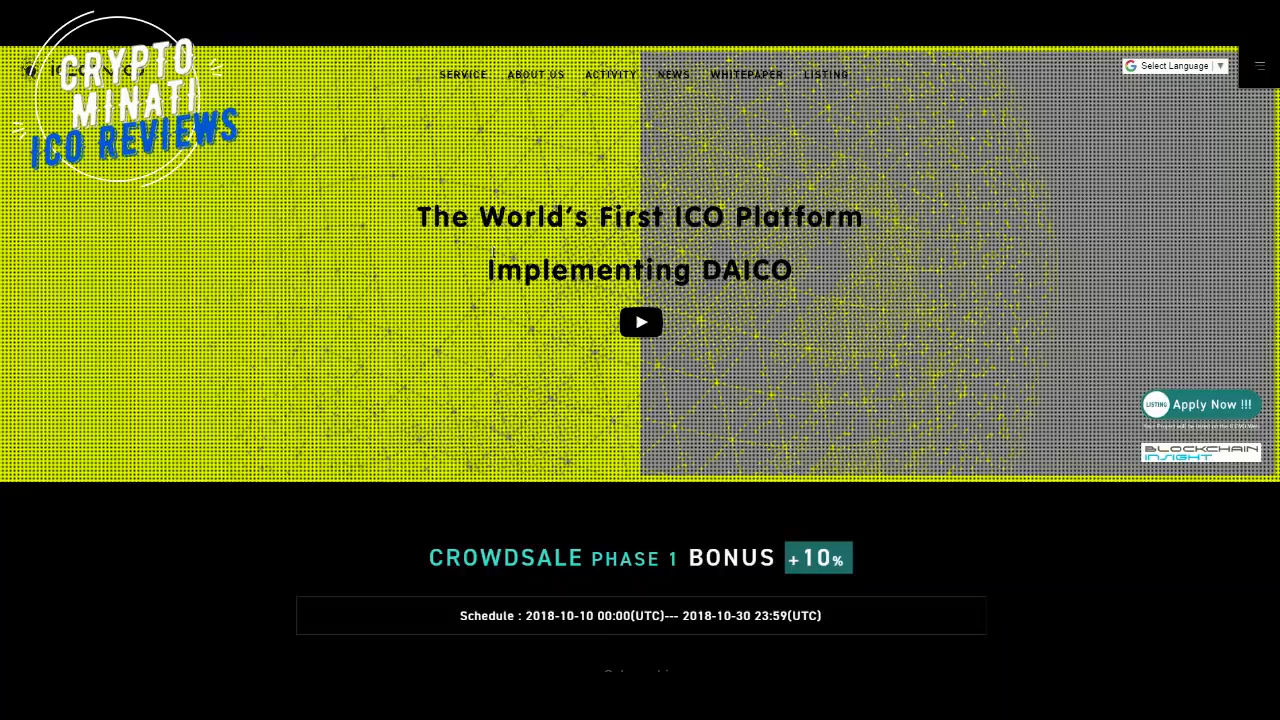 CRYPTO
MINATI
ICO REVIEWS
SERVICE ABOUT US ACTIVITY NEWS WHITEPAPER LISTING
Select Language ▼
The World's First ICO Platform
Implementing DAICO
LISTING Apply Now !!!
BLOCKCHAIN
INSIGHT
CROWDSALE PHASE 1 BONUS +10%
Schedule : 2018-10-10 00:00(UTC)--- 2018-10-30 23:59(UTC)